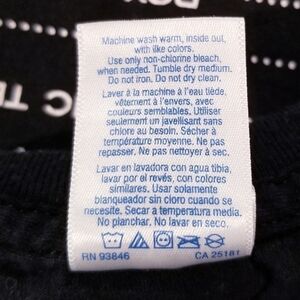 Machine wash warm, inside out,
with like colors.
Use only non-chlorine bleach,
when needed. Tumble dry medium.
Do not iron. Do not dry clean.
Laver à la machine à l'eau tiède,
vêtement à l'envers, avec
couleurs semblables. Utiliser
seulement un javellisant sans
chlore au besoin. Sécher à
température moyenne. Ne pas
repasser. Ne pas nettoyer à sec.
Lavar en lavadora con agua tibia,
lavar por el revés, con colores
similares. Usar solamente
blanqueador sin cloro cuando se
necesite. Secar a temperatura media.
No planchar. No lavar en seco.
RN 93846
CA 25181
C T